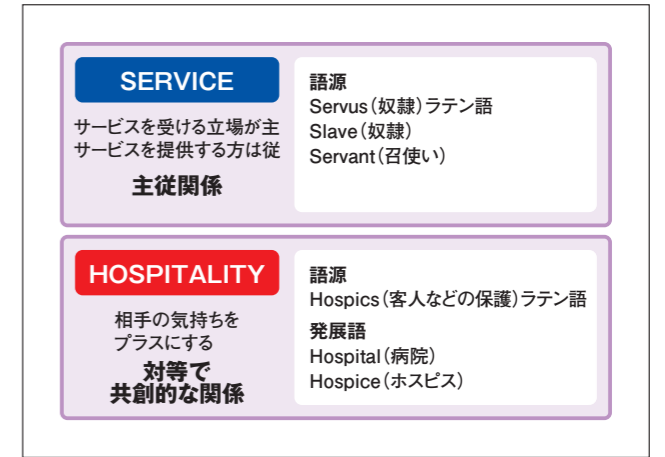 SERVICE
サービスを受ける立場が主
サービスを提供する方は従
主従関係
語源
Servus（奴隷）ラテン語
Slave（奴隷）
Servant（召使い）
HOSPITALITY
相手の気持ちを
プラスにする
対等で
共創的な関係
語源
Hospics（客人などの保護）ラテン語
発展語
Hospital（病院）
Hospice（ホスピス）